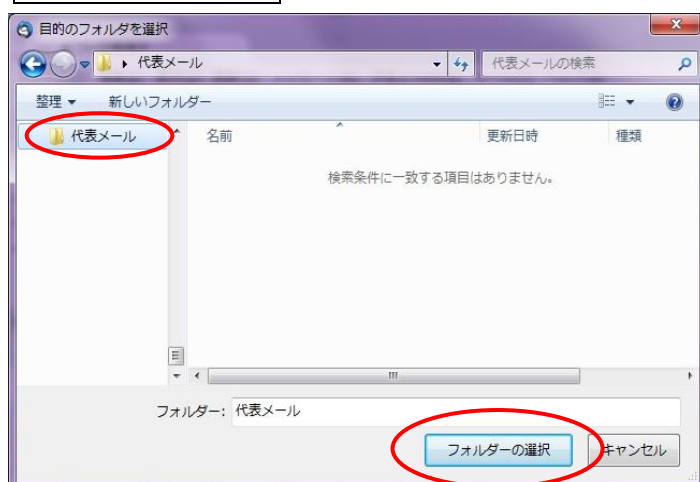 目的のフォルダを選択
代表メール
代表メールの検索
整理 新しいフォルダー
代表メール
名前 更新日時 種類
検索条件に一致する項目はありません。
フォルダー: 代表メール
フォルダーの選択 キャンセル